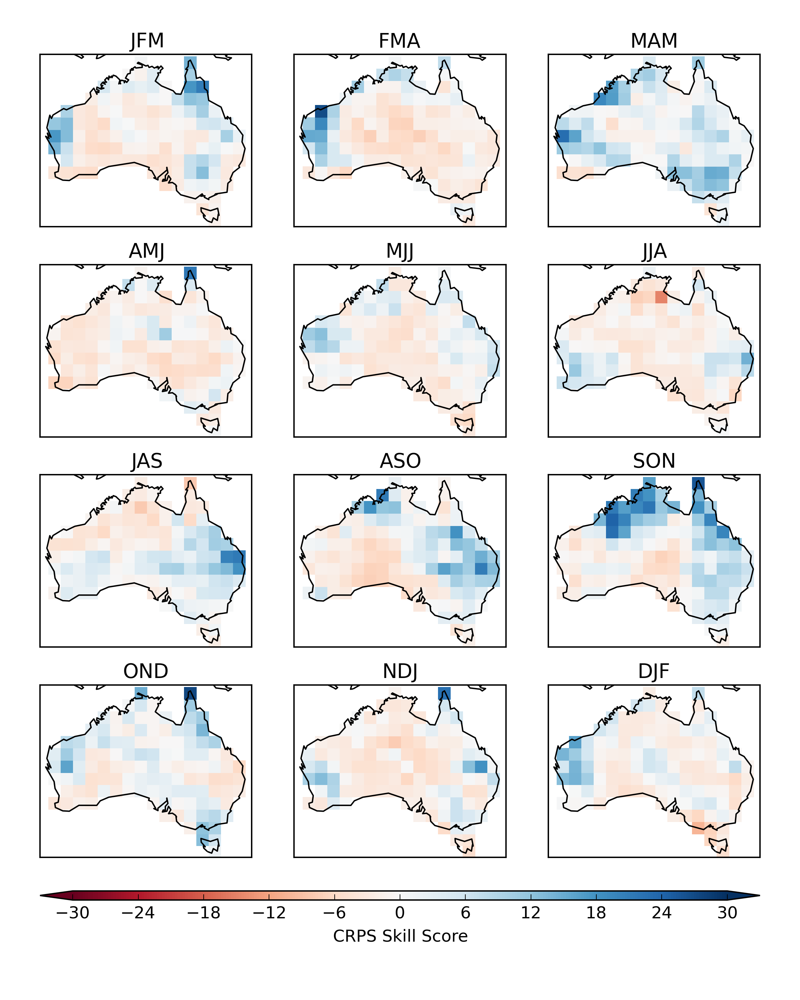 JFM FMA MAM
AMJ MJJ JJA
JAS ASO SON
OND NDJ DJF
−30 −24 −18 −12 −6 0 6 12 18 24 30
CRPS Skill Score